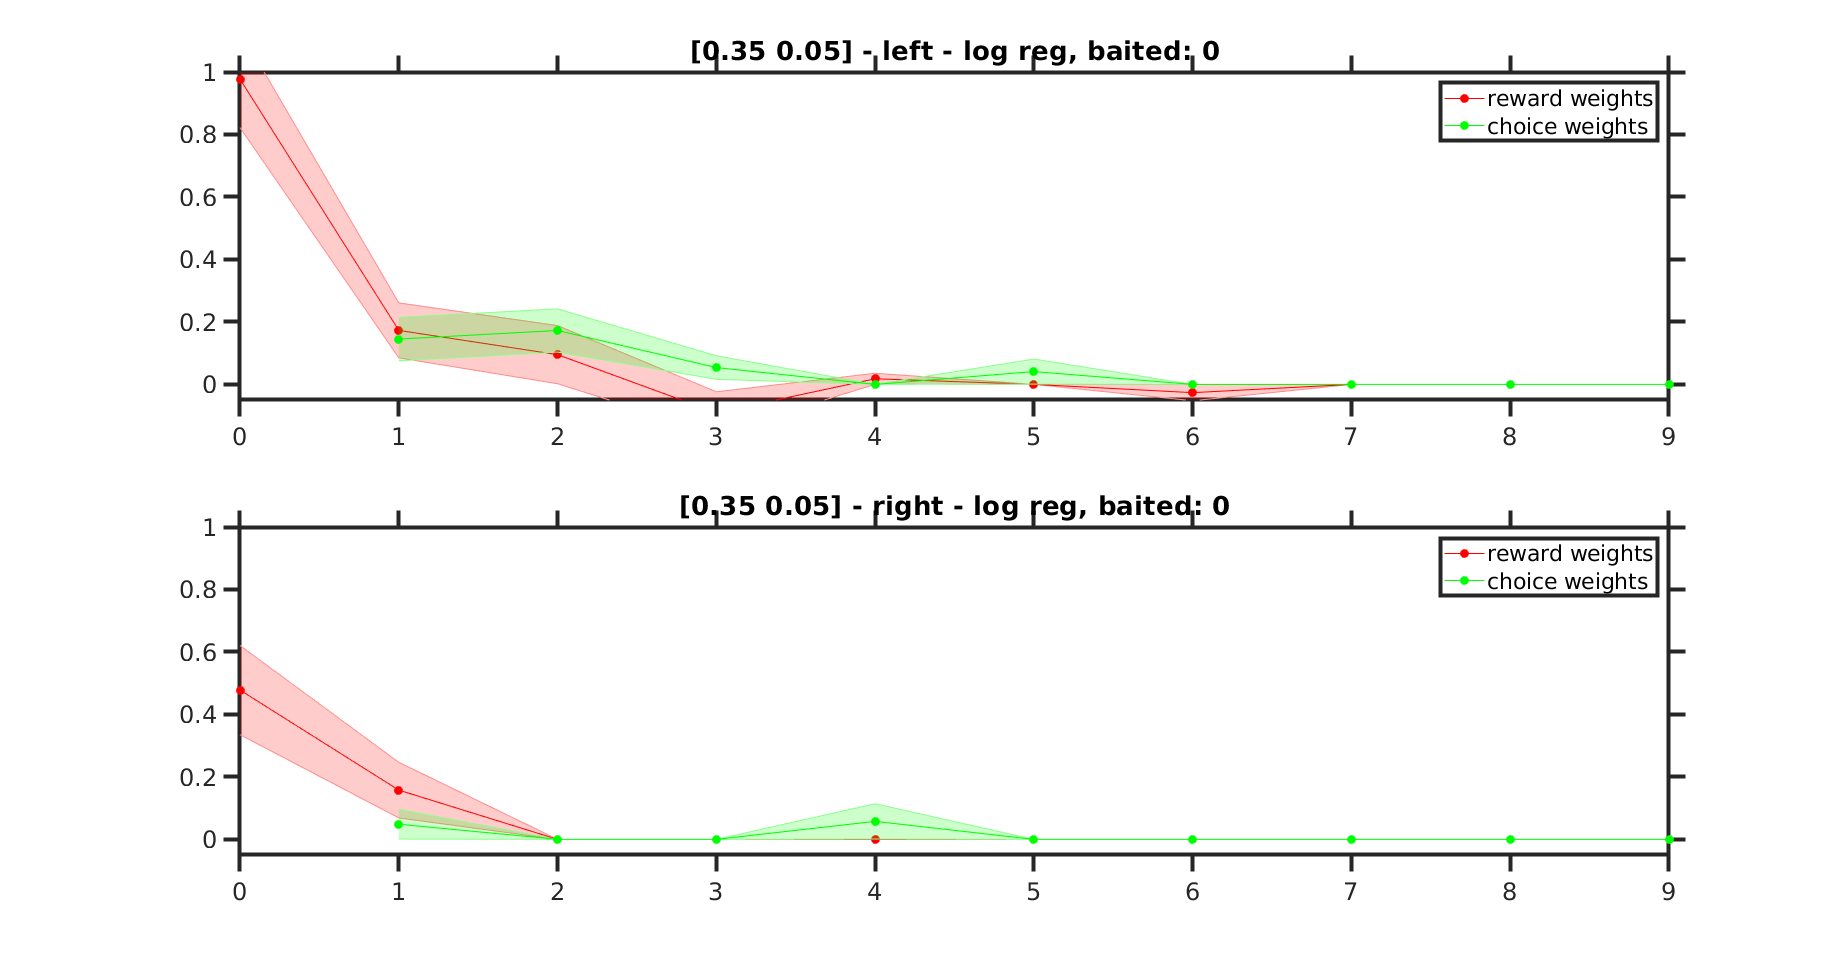 [0.35 0.05] - left - log reg, baited: 0
1
0.8
0.6
0.4
0.2
0
reward weights
choice weights
0 1 2 3 4 5 6 7 8 9
[0.35 0.05] - right - log reg, baited: 0
1
0.8
0.6
0.4
0.2
0
reward weights
choice weights
0 1 2 3 4 5 6 7 8 9